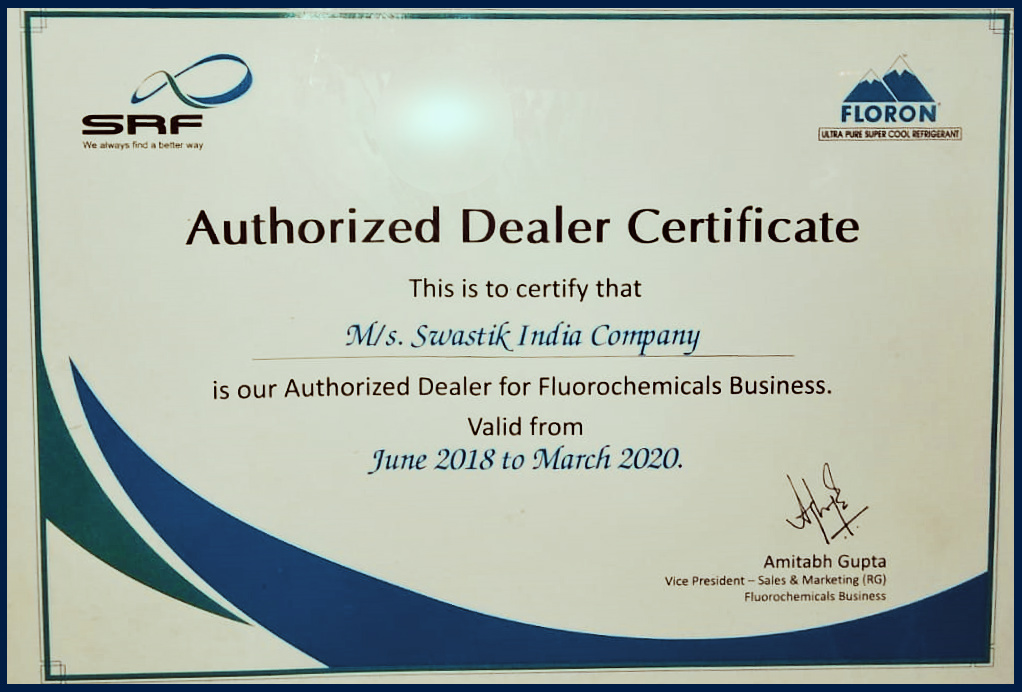 SRF
We always find a better way
FLORON
ULTRA PURE SUPER COOL REFRIGERANT
Authorized Dealer Certificate
This is to certify that
M/s. Swastik India Company
is our Authorized Dealer for Fluorochemicals Business.
Valid from
June 2018 to March 2020.
Amitabh Gupta
Vice President – Sales & Marketing (RG)
Fluorochemicals Business